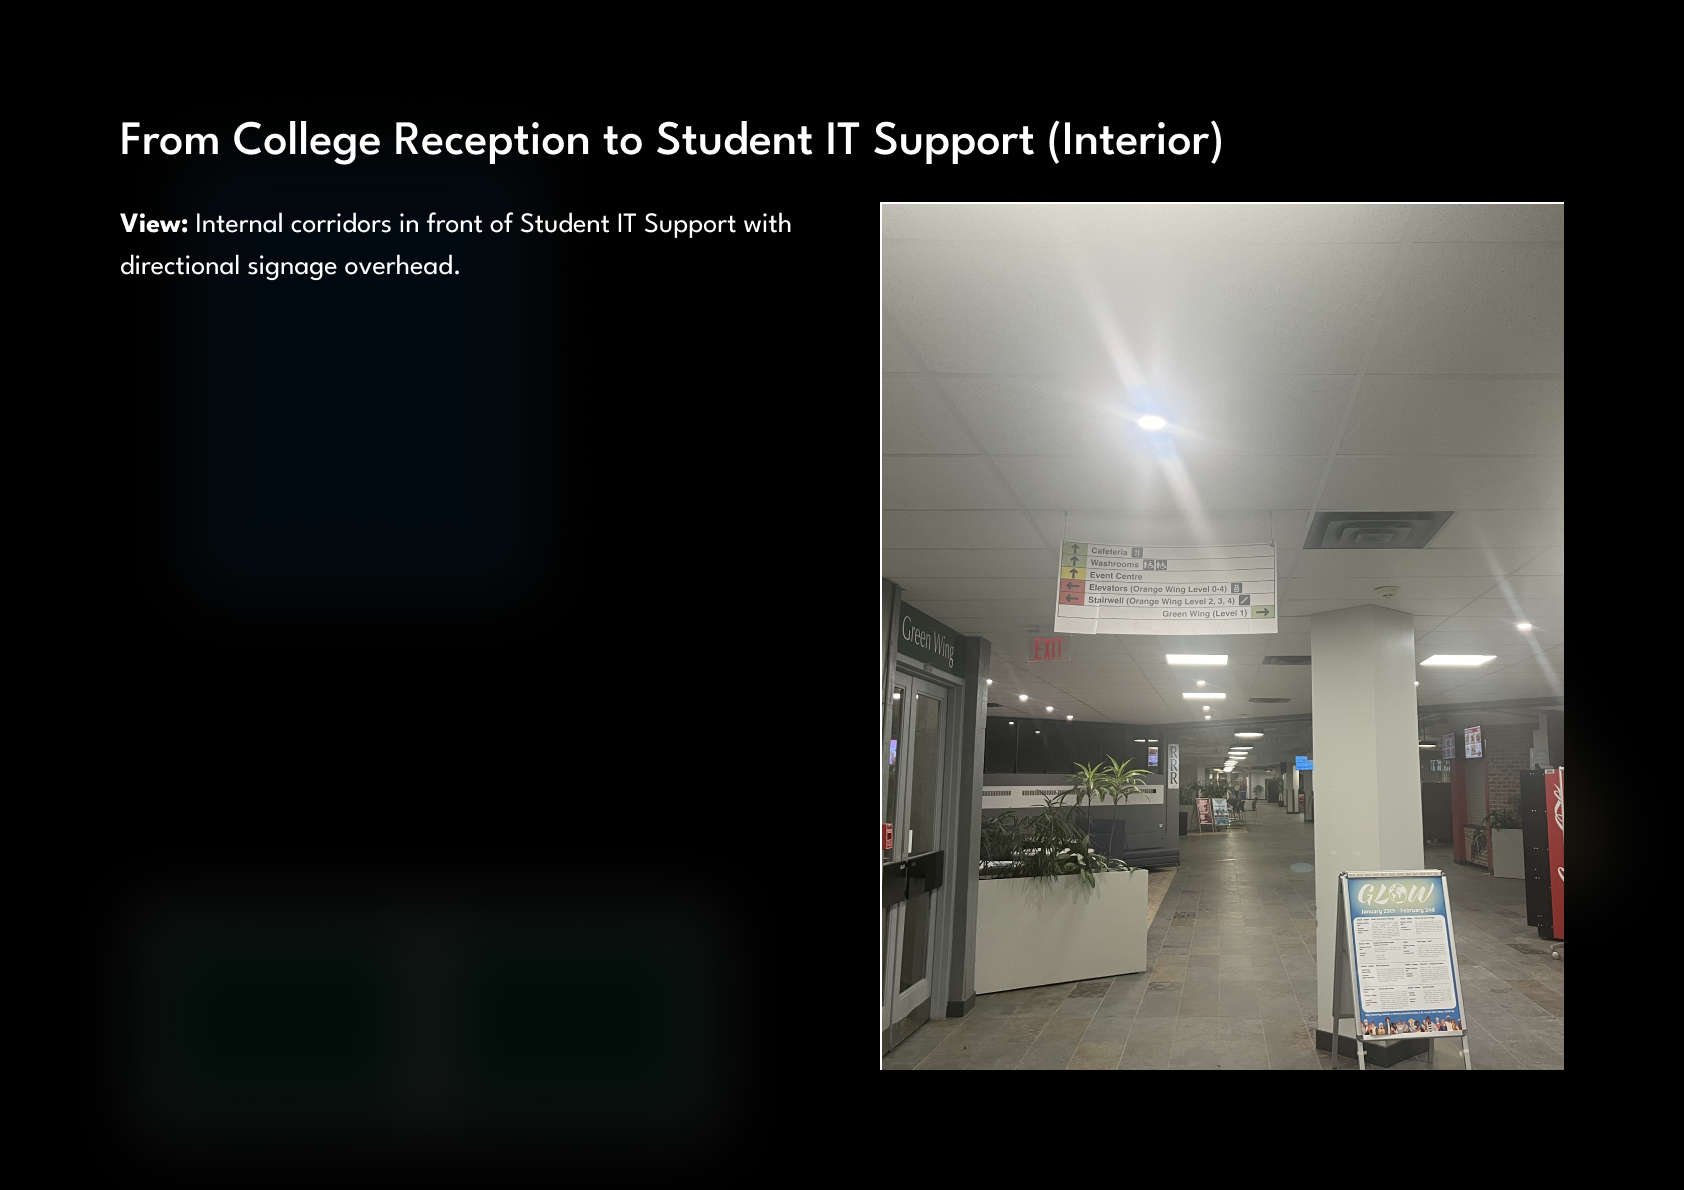 From College Reception to Student IT Support (Interior)
View: Internal corridors in front of Student IT Support with
directional signage overhead.
Cafeteria
Washrooms
Event Centre
Elevators (Orange Wing Level 0-4)
Stairwell (Orange Wing Level 2, 3, 4)
Green Wing (Level 1)
Green Wing
EXIT
RRR
GLOW
January 29th - February 2nd